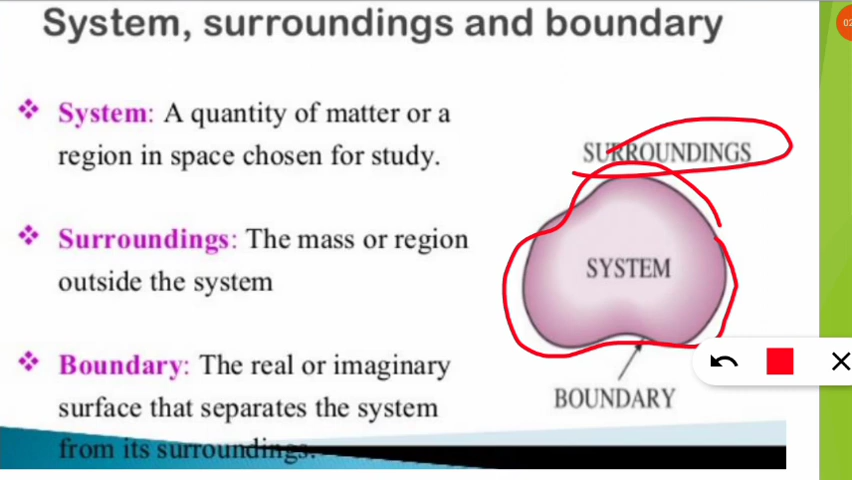 System, surroundings and boundary
System: A quantity of matter or a
region in space chosen for study.
Surroundings: The mass or region
outside the system
Boundary: The real or imaginary
surface that separates the system
from its surroundings.
SURROUNDINGS
SYSTEM
BOUNDARY
02